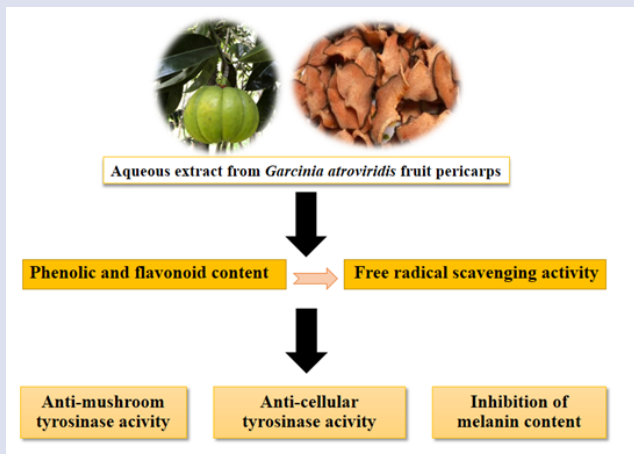 Aqueous extract from Garcinia atroviridis fruit pericarps
Phenolic and flavonoid content
Free radical scavenging activity
Anti-mushroom
tyrosinase acivity
Anti-cellular
tyrosinase acivity
Inhibition of
melanin content